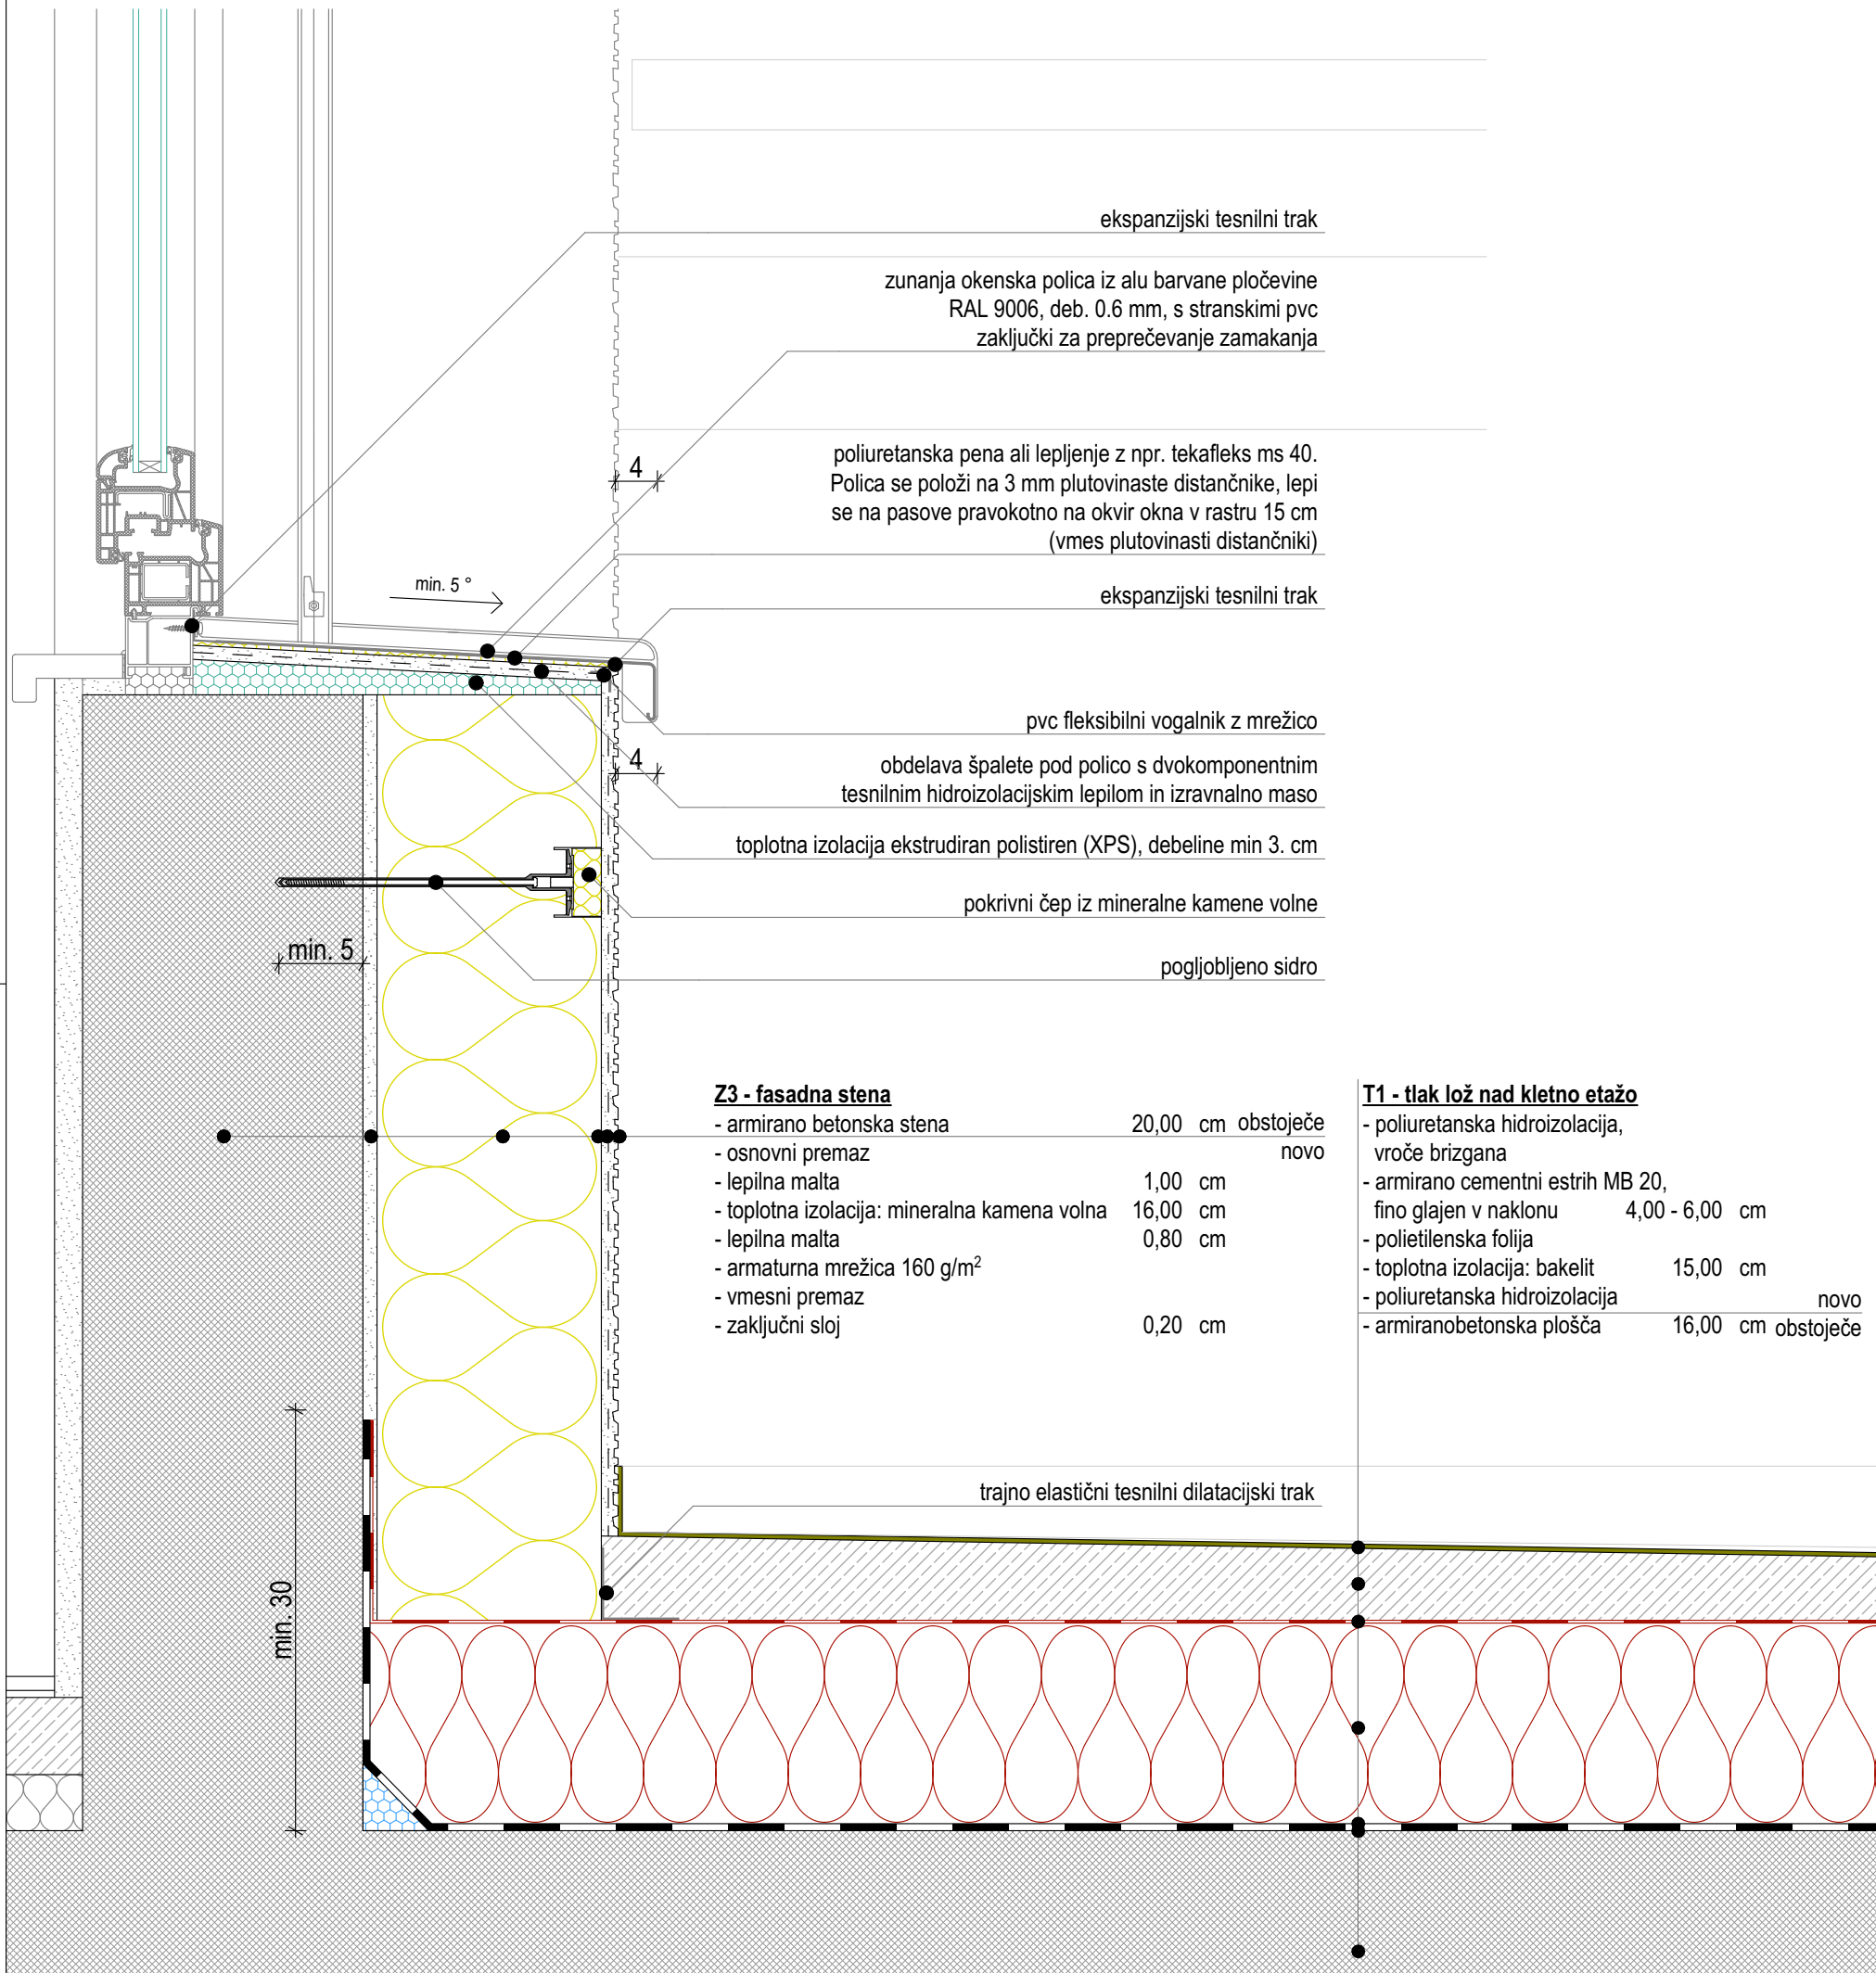 ekspanzijski tesnilni trak
zunanja okenska polica iz alu barvane pločevine
RAL 9006, deb. 0.6 mm, s stranskimi pvc
zaključki za preprečevanje zamakanja
poliuretanska pena ali lepljenje z npr. tekafleks ms 40.
Polica se položi na 3 mm plutovinaste distančnike, lepi
se na pasove pravokotno na okvir okna v rastru 15 cm
(vmes plutovinasti distančniki)
4
min. 5 °
ekspanzijski tesnilni trak
pvc fleksibilni vogalnik z mrežico
4
obdelava špalete pod polico s dvokomponentnim
tesnilnim hidroizolacijskim lepilom in izravnalno maso
toplotna izolacija ekstrudiran polistiren (XPS), debeline min 3. cm
pokrivni čep iz mineralne kamene volne
min. 5
pogljobljeno sidro
Z3 - fasadna stena
- armirano betonska stena 20,00 cm obstoječe
- osnovni premaz novo
- lepilna malta 1,00 cm
- toplotna izolacija: mineralna kamena volna 16,00 cm
- lepilna malta 0,80 cm
- armaturna mrežica 160 g/m²
- vmesni premaz
- zaključni sloj 0,20 cm
T1 - tlak lož nad kletno etažo
- poliuretanska hidroizolacija,
vroče brizgana
- armirano cementni estrih MB 20,
fino glajen v naklonu 4,00 - 6,00 cm
- polietilenska folija
- toplotna izolacija: bakelit 15,00 cm
- poliuretanska hidroizolacija novo
- armiranobetonska plošča 16,00 cm obstoječe
trajno elastični tesnilni dilatacijski trak
min. 30